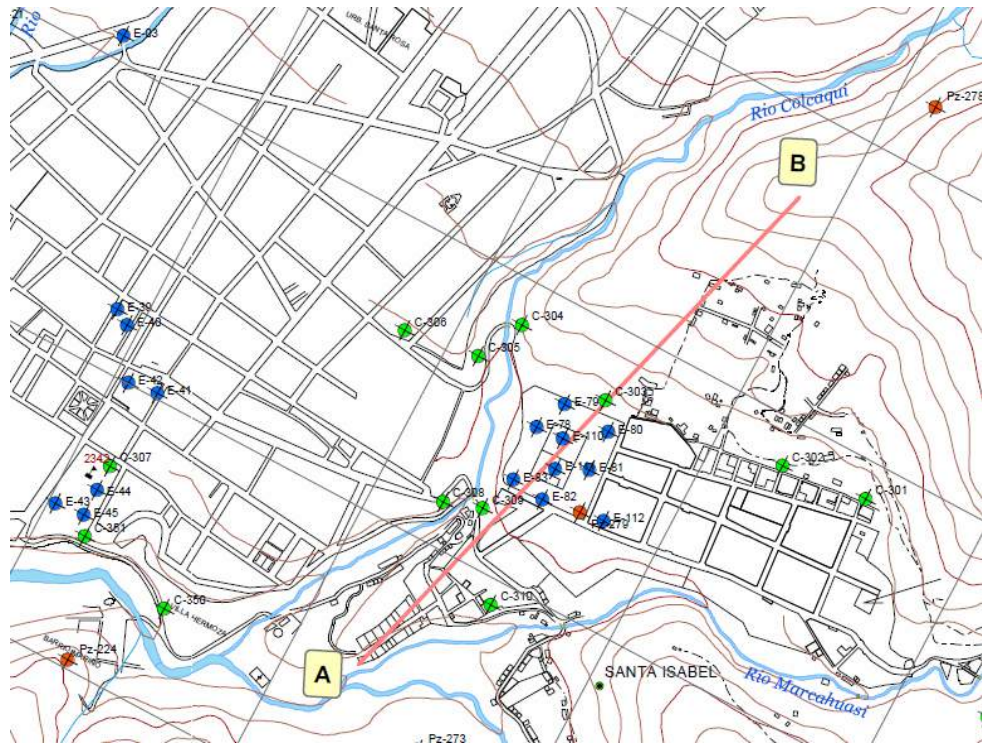 Rio
E-03
URB. SANTA ROSA
Rio Colcaqui
Pz-278
B
E-39
E-40
C-306
C-304
C-305
E-42
E-41
E-79
C-303
E-78
E-110
E-80
2342
C-307
E-81
C-302
E-44
E-83
E-43
E-82
C-301
E-45
C-308
C-309
E-112
C-351
C-350
VILLA HERMOZA
C-310
Pz-224
A
SANTA ISABEL
Rio Marcahuasi
Pz-273